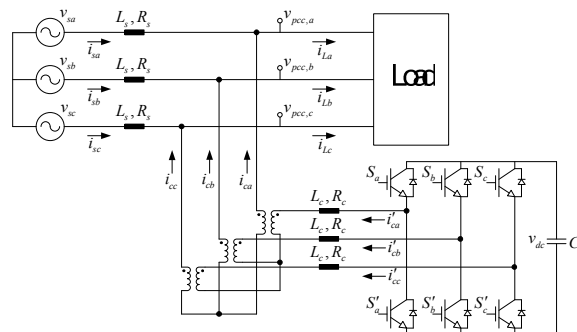 v_sa
L_s, R_s
v_pcc,a
i_sa
i_La
v_sb
L_s, R_s
v_pcc,b
i_sb
i_Lb
Load
v_sc
L_s, R_s
v_pcc,c
i_sc
i_Lc
i_cc
i_cb
i_ca
S_a
S_b
S_c
L_c, R_c
i'_ca
L_c, R_c
i'_cb
v_dc
C
L_c, R_c
i'_cc
S'_a
S'_b
S'_c